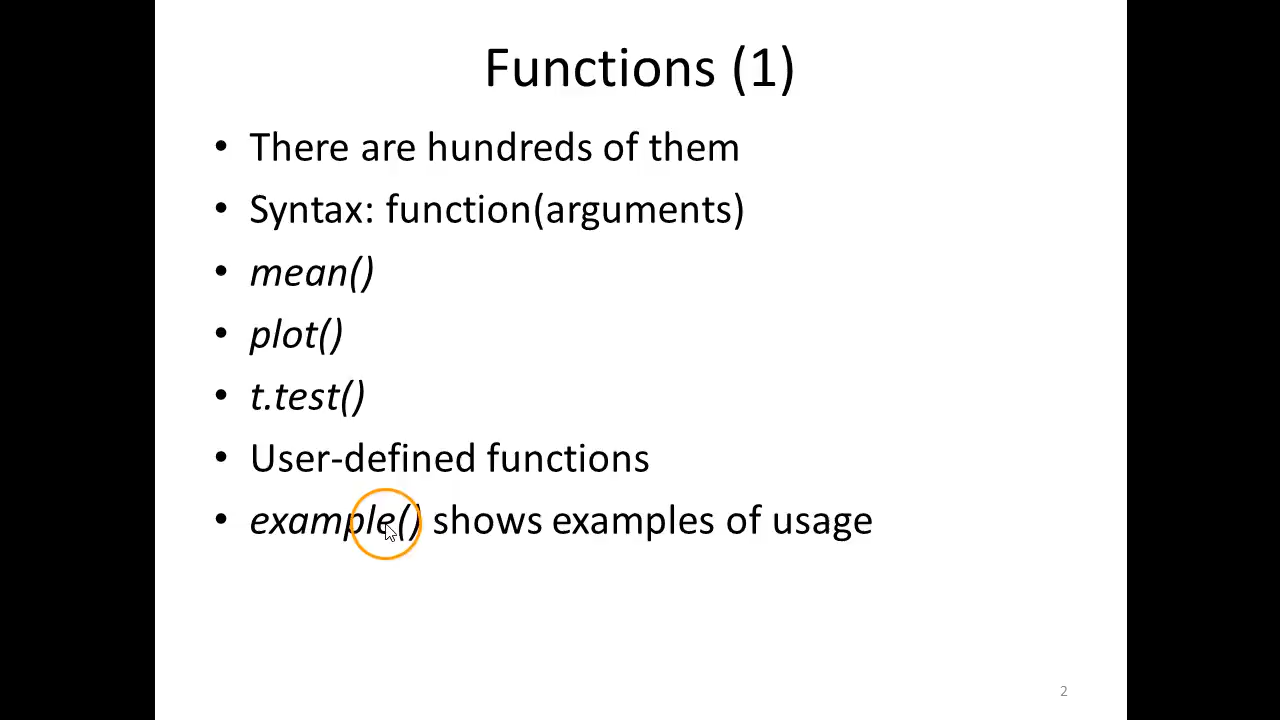 Functions (1)
• There are hundreds of them
• Syntax: function(arguments)
• mean()
• plot()
• t.test()
• User-defined functions
• example() shows examples of usage
2